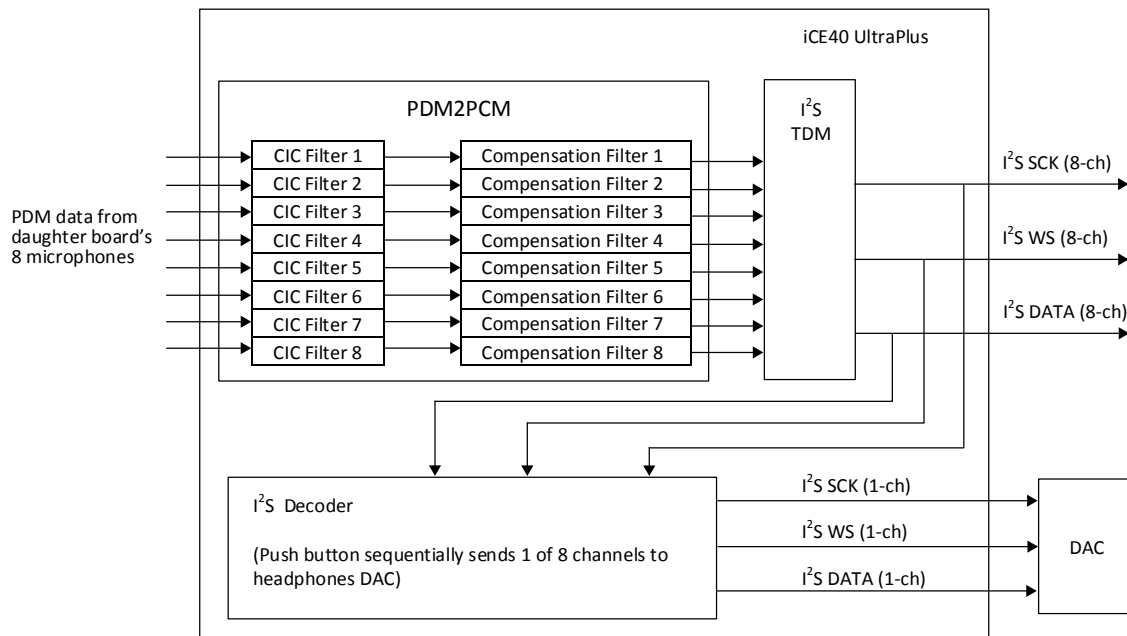 iCE40 UltraPlus
PDM2PCM
I²S
TDM
CIC Filter 1
Compensation Filter 1
CIC Filter 2
Compensation Filter 2
CIC Filter 3
Compensation Filter 3
CIC Filter 4
Compensation Filter 4
CIC Filter 5
Compensation Filter 5
CIC Filter 6
Compensation Filter 6
CIC Filter 7
Compensation Filter 7
CIC Filter 8
Compensation Filter 8
PDM data from
daughter board's
8 microphones
I²S SCK (8-ch)
I²S WS (8-ch)
I²S DATA (8-ch)
I²S Decoder
(Push button sequentially sends 1 of 8 channels to
headphones DAC)
I²S SCK (1-ch)
I²S WS (1-ch)
I²S DATA (1-ch)
DAC